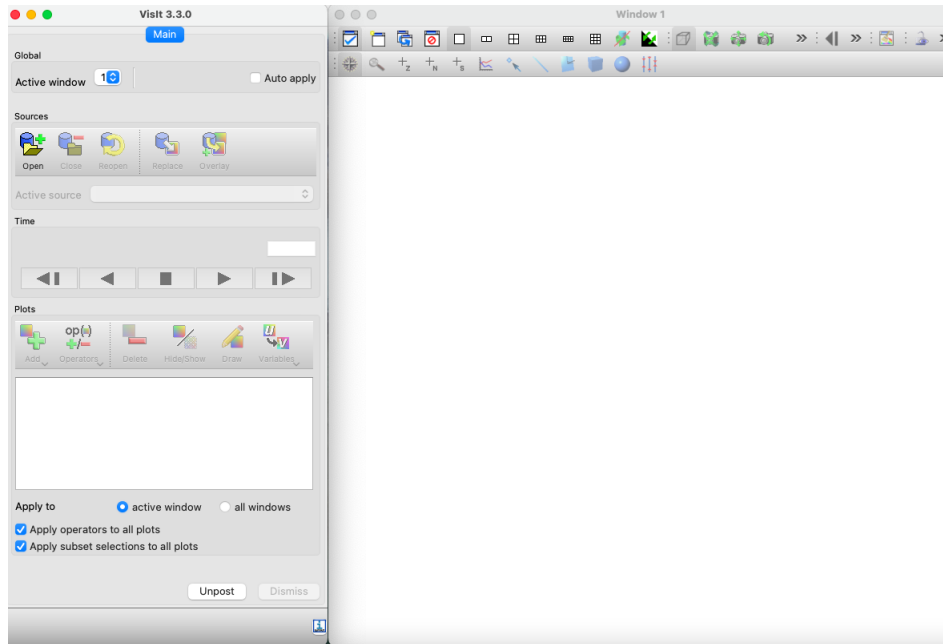 VisIt 3.3.0
Main
Global
Active window 1
Auto apply
Sources
Open Close Reopen Replace Overlay
Active source
Time
Plots
op(=)
+/-
Add Operators Delete Hide/Show Draw Variables
Apply to active window all windows
Apply operators to all plots
Apply subset selections to all plots
Unpost Dismiss
Window 1